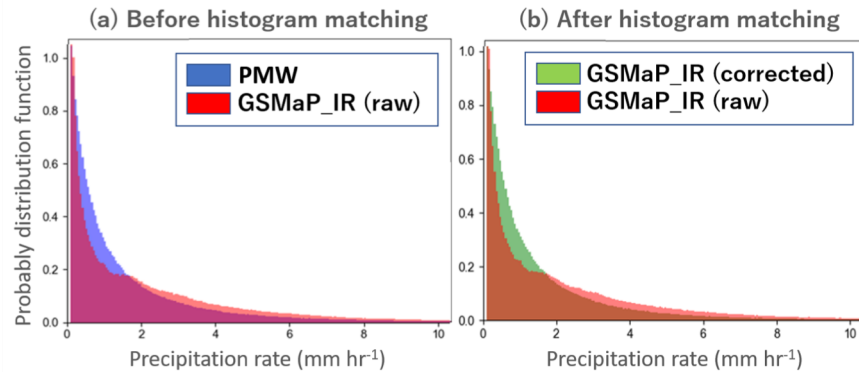 (a) Before histogram matching
PMW
GSMaP_IR (raw)
Probably distribution function
1.0
0.8
0.6
0.4
0.2
0.0
0
2
4
6
8
10
Precipitation rate (mm hr⁻¹)
(b) After histogram matching
GSMaP_IR (corrected)
GSMaP_IR (raw)
1.0
0.8
0.6
0.4
0.2
0.0
0
2
4
6
8
10
Precipitation rate (mm hr⁻¹)